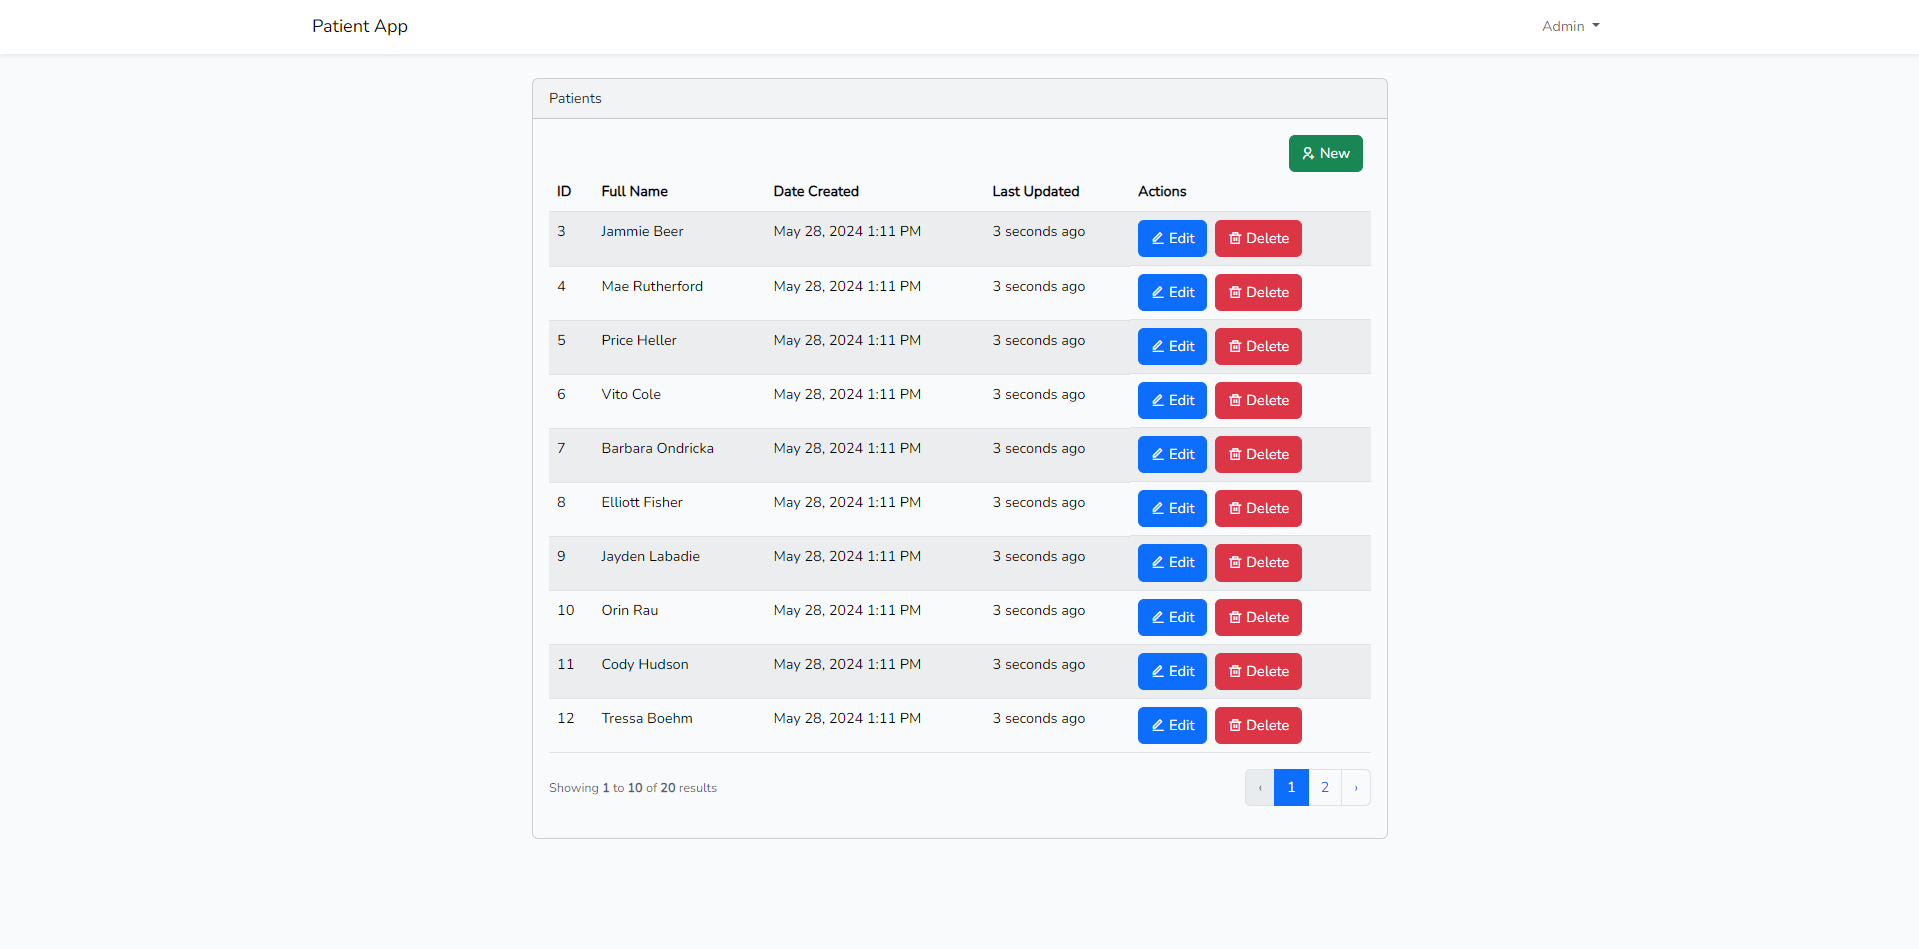 Patient App
Admin
Patients
New
ID Full Name Date Created Last Updated Actions
3 Jammie Beer May 28, 2024 1:11 PM 3 seconds ago Edit Delete
4 Mae Rutherford May 28, 2024 1:11 PM 3 seconds ago Edit Delete
5 Price Heller May 28, 2024 1:11 PM 3 seconds ago Edit Delete
6 Vito Cole May 28, 2024 1:11 PM 3 seconds ago Edit Delete
7 Barbara Ondricka May 28, 2024 1:11 PM 3 seconds ago Edit Delete
8 Elliott Fisher May 28, 2024 1:11 PM 3 seconds ago Edit Delete
9 Jayden Labadie May 28, 2024 1:11 PM 3 seconds ago Edit Delete
10 Orin Rau May 28, 2024 1:11 PM 3 seconds ago Edit Delete
11 Cody Hudson May 28, 2024 1:11 PM 3 seconds ago Edit Delete
12 Tressa Boehm May 28, 2024 1:11 PM 3 seconds ago Edit Delete
Showing 1 to 10 of 20 results
‹ 1 2 ›